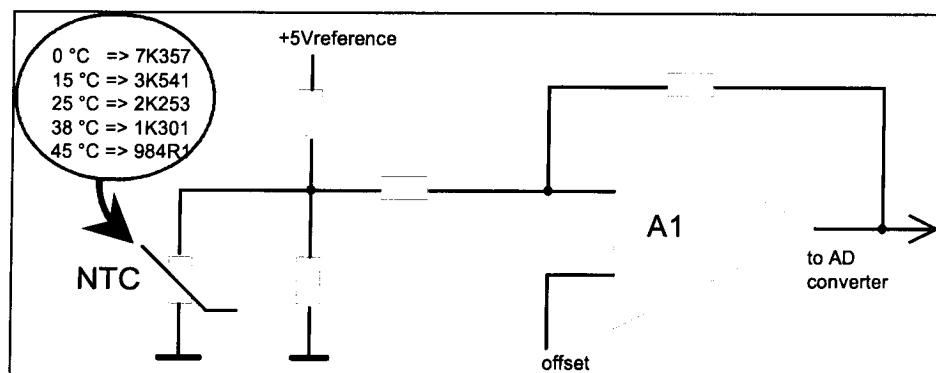 0 °C => 7K357
15 °C => 3K541
25 °C => 2K253
38 °C => 1K301
45 °C => 984R1
+5Vreference
A1
NTC
to AD
converter
offset